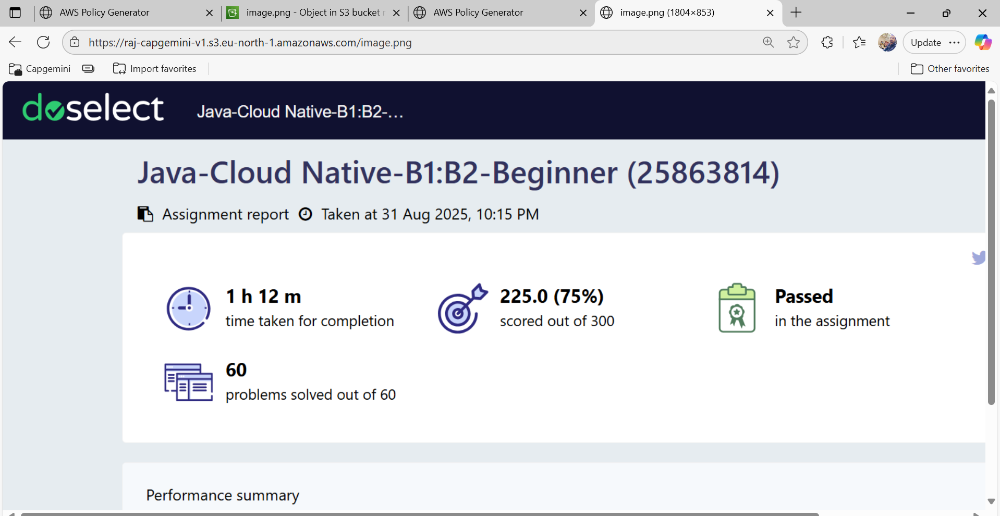 AWS Policy Generator
image.png - Object in S3 bucket
AWS Policy Generator
image.png (1804×853)
https://raj-capgemini-v1.s3.eu-north-1.amazonaws.com/image.png
Update
Capgemini
Import favorites
Other favorites
doselect
Java-Cloud Native-B1:B2-...
Java-Cloud Native-B1:B2-Beginner (25863814)
Assignment report
Taken at 31 Aug 2025, 10:15 PM
1 h 12 m
time taken for completion
225.0 (75%)
scored out of 300
Passed
in the assignment
60
problems solved out of 60
Performance summary